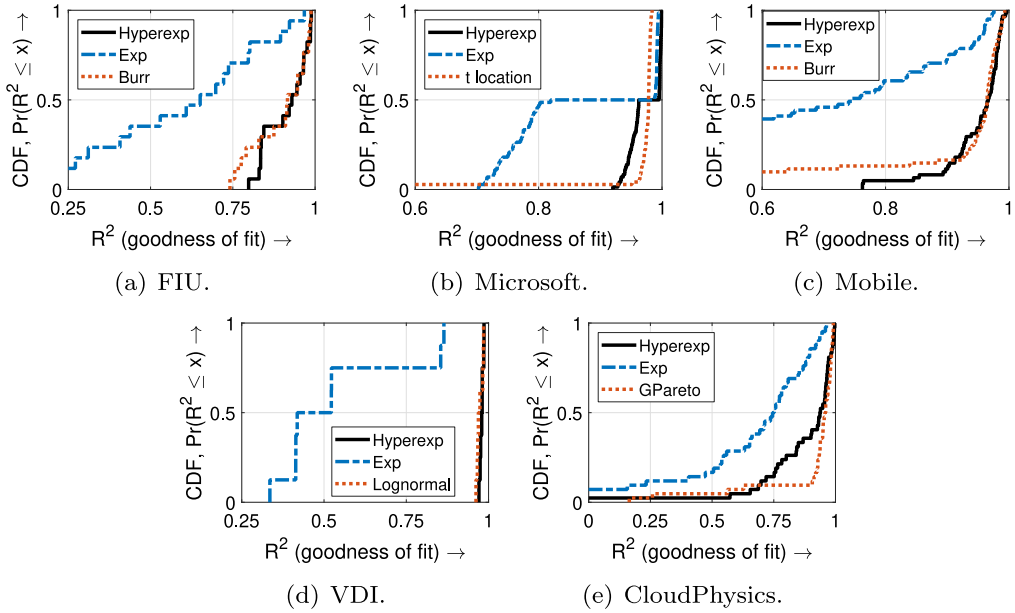 CDF, Pr(R² ≤ x) →
1
0.5
0
Hyperexp
Exp
Burr
0.25 0.5 0.75 1
R² (goodness of fit) →
(a) FIU.
CDF, Pr(R² ≤ x) →
1
0.5
0
Hyperexp
Exp
t location
0.6 0.8 1
R² (goodness of fit) →
(b) Microsoft.
CDF, Pr(R² ≤ x) →
1
0.5
0
Hyperexp
Exp
Burr
0.6 0.8 1
R² (goodness of fit) →
(c) Mobile.
CDF, Pr(R² ≤ x) →
1
0.5
0
Hyperexp
Exp
Lognormal
0.25 0.5 0.75 1
R² (goodness of fit) →
(d) VDI.
CDF, Pr(R² ≤ x) →
1
0.5
0
Hyperexp
Exp
GPareto
0 0.25 0.5 0.75 1
R² (goodness of fit) →
(e) CloudPhysics.